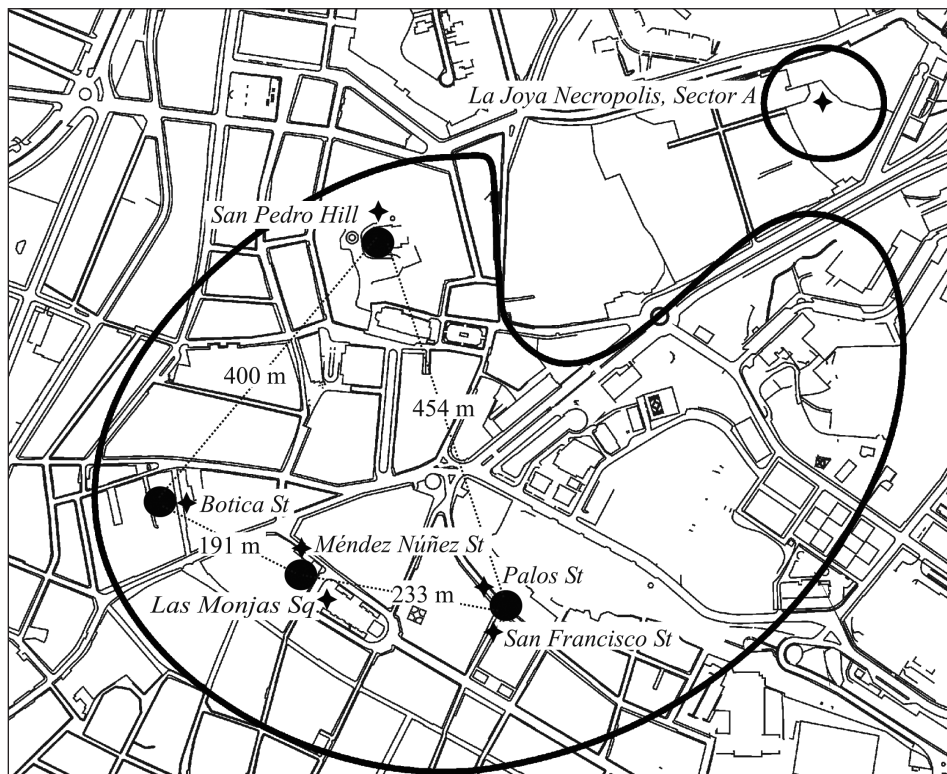 La Joya Necropolis, Sector A
San Pedro Hill
400 m
454 m
Botica St
191 m
Méndez Núñez St
Palos St
Las Monjas Sq
233 m
San Francisco St